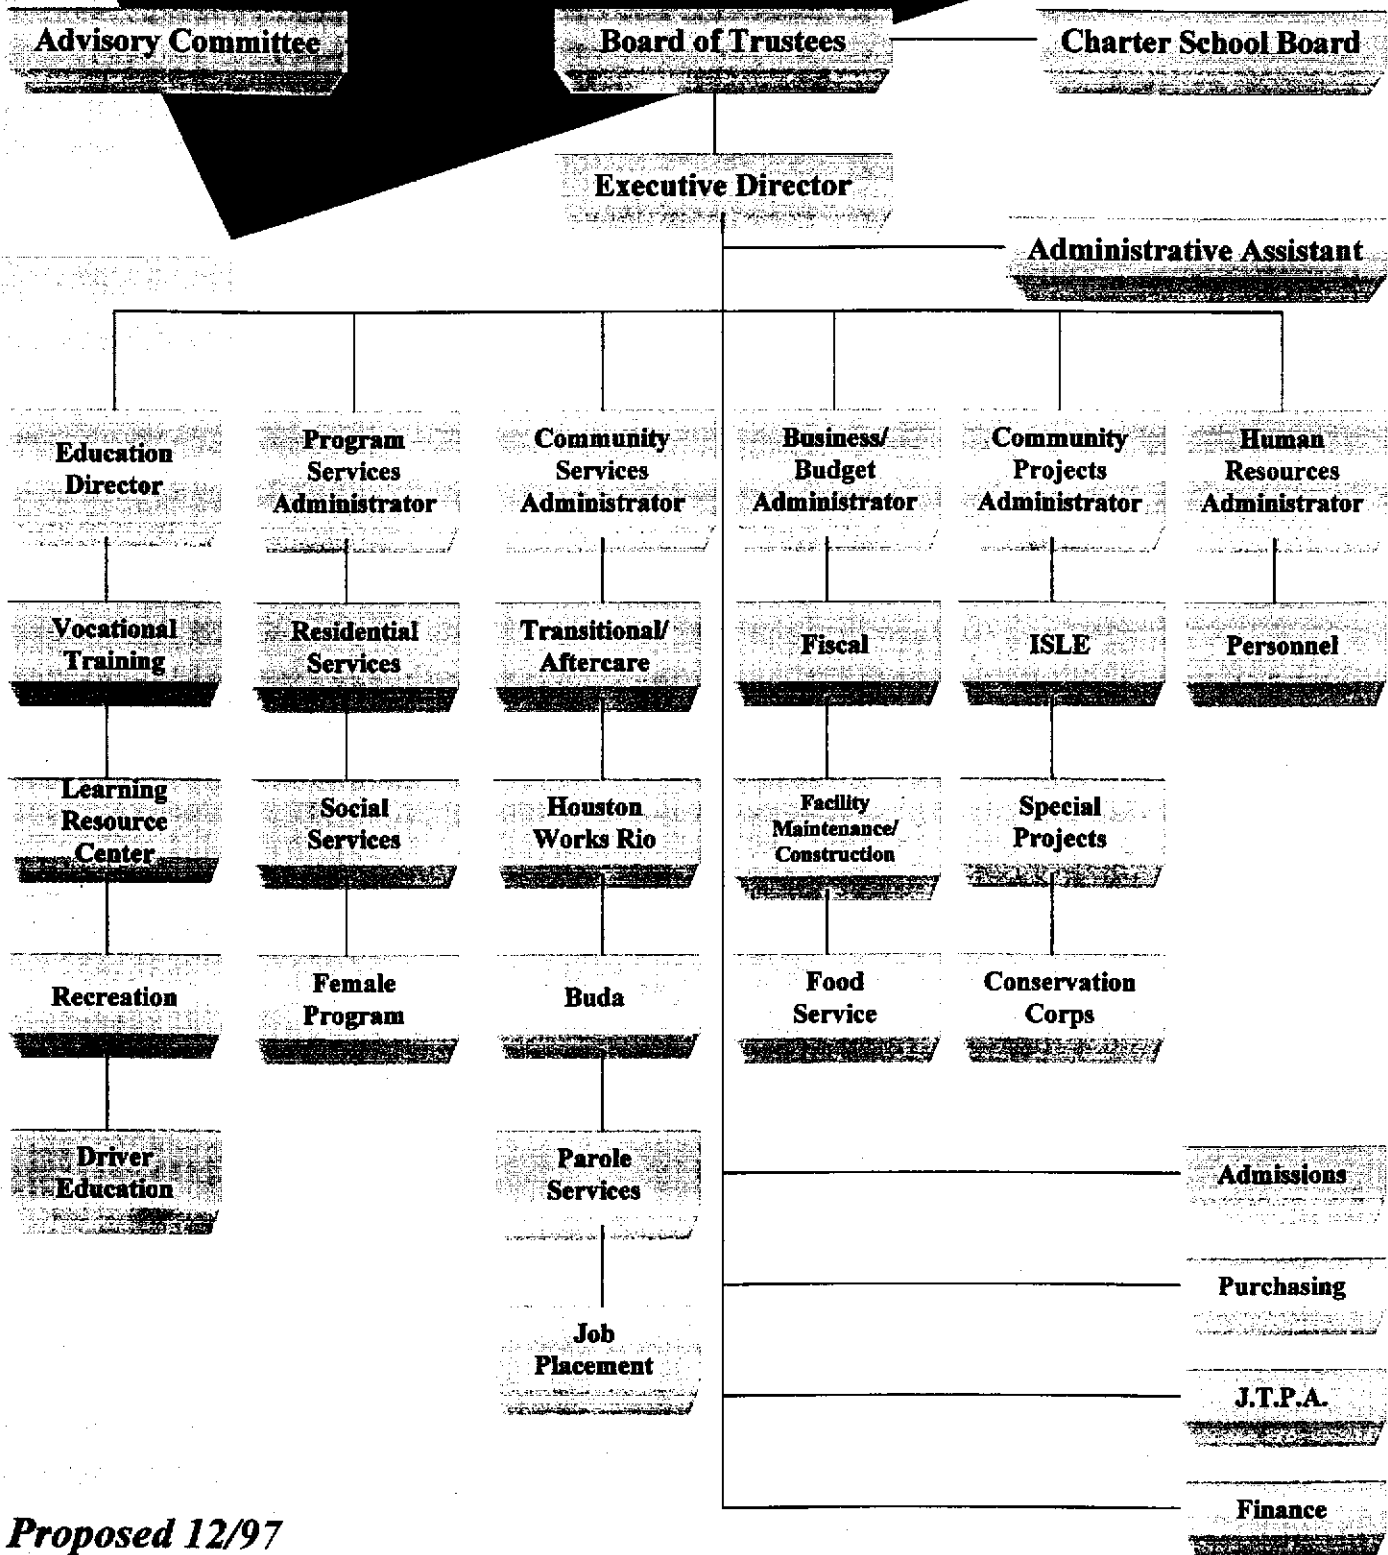 Advisory Committee
Board of Trustees
Charter School Board
Executive Director
Administrative Assistant
Education
Director
Program
Services
Administrator
Community
Services
Administrator
Business/
Budget
Administrator
Community
Projects
Administrator
Human
Resources
Administrator
Vocational
Training
Residential
Services
Transitional/
Aftercare
Fiscal
ISLE
Personnel
Learning
Resource
Center
Social
Services
Houston
Works Rio
Facility
Maintenance/
Construction
Special
Projects
Recreation
Female
Program
Buda
Food
Service
Conservation
Corps
Driver
Education
Parole
Services
Admissions
Purchasing
Job
Placement
J.T.P.A.
Finance
Proposed 12/97